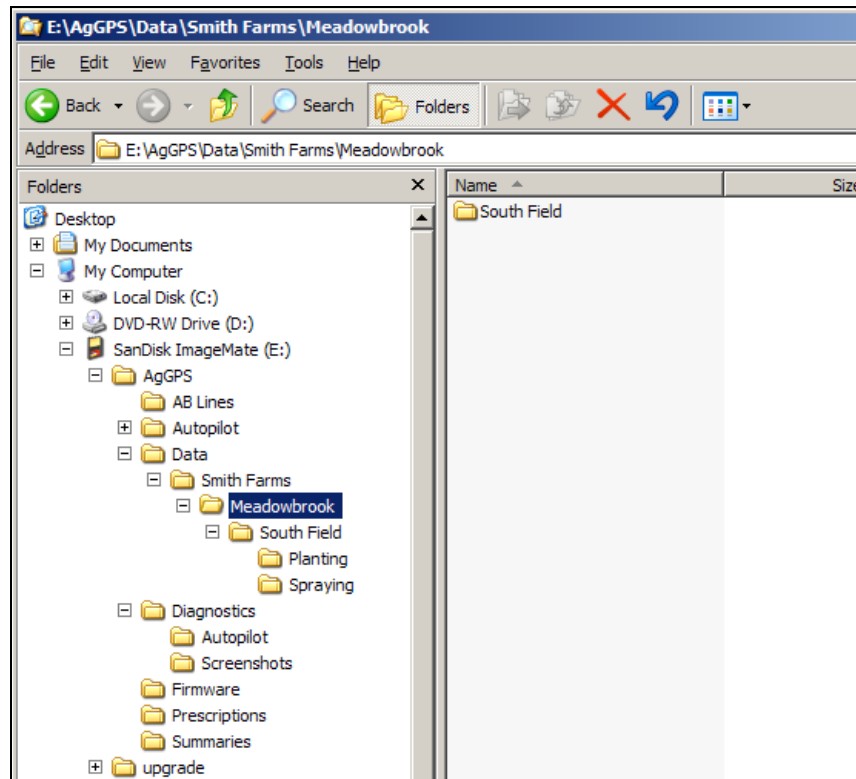 E:\AgGPS\Data\Smith Farms\Meadowbrook
File Edit View Favorites Tools Help
Back Search Folders
Address E:\AgGPS\Data\Smith Farms\Meadowbrook
Folders
Name Size
South Field
Desktop
My Documents
My Computer
Local Disk (C:)
DVD-RW Drive (D:)
SanDisk ImageMate (E:)
AgGPS
AB Lines
Autopilot
Data
Smith Farms
Meadowbrook
South Field
Planting
Spraying
Diagnostics
Autopilot
Screenshots
Firmware
Prescriptions
Summaries
upgrade